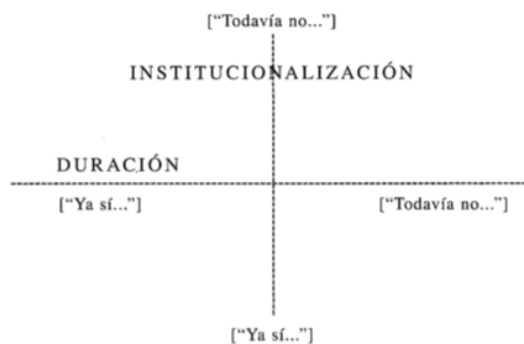 ["Todavía no..."]
INSTITUCIONALIZACIÓN
DURACIÓN
["Ya sí..."] ["Todavía no..."]
["Ya sí..."]